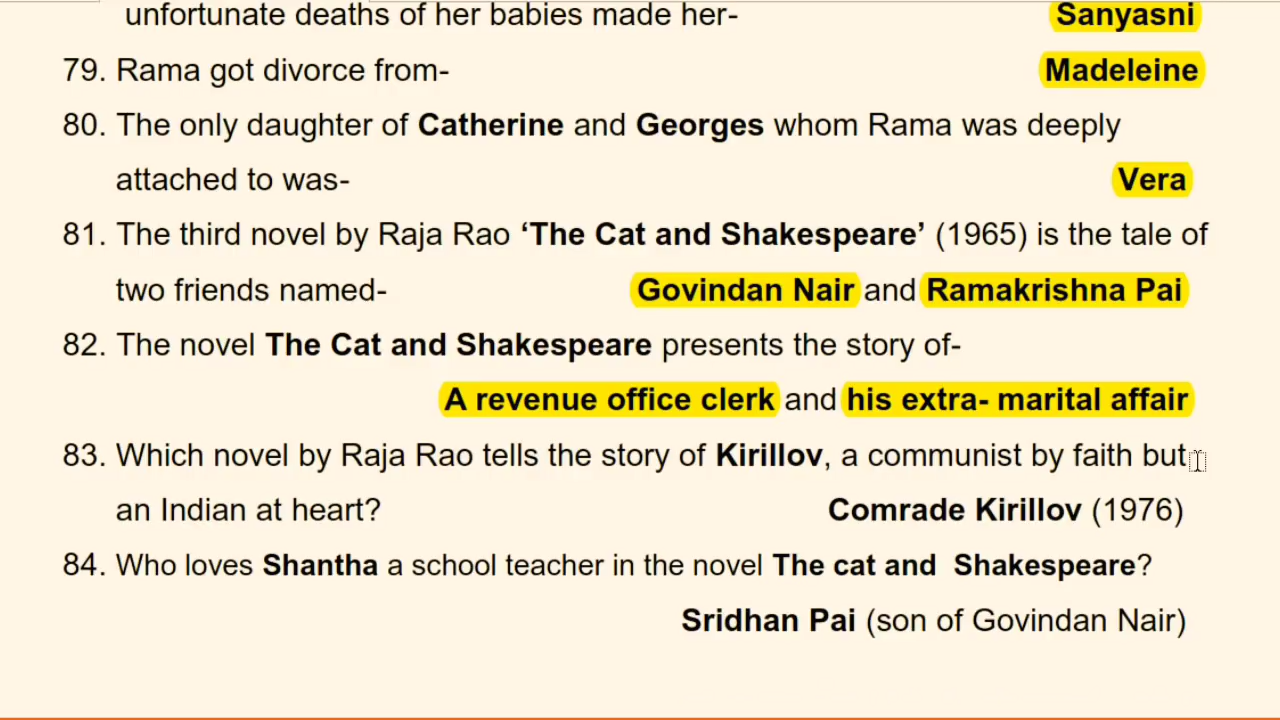 unfortunate deaths of her babies made her- Sanyasni
79. Rama got divorce from- Madeleine
80. The only daughter of Catherine and Georges whom Rama was deeply
attached to was- Vera
81. The third novel by Raja Rao ‘The Cat and Shakespeare’ (1965) is the tale of
two friends named- Govindan Nair and Ramakrishna Pai
82. The novel The Cat and Shakespeare presents the story of-
A revenue office clerk and his extra- marital affair
83. Which novel by Raja Rao tells the story of Kirillov, a communist by faith but
an Indian at heart? Comrade Kirillov (1976)
84. Who loves Shantha a school teacher in the novel The cat and Shakespeare?
Sridhan Pai (son of Govindan Nair)